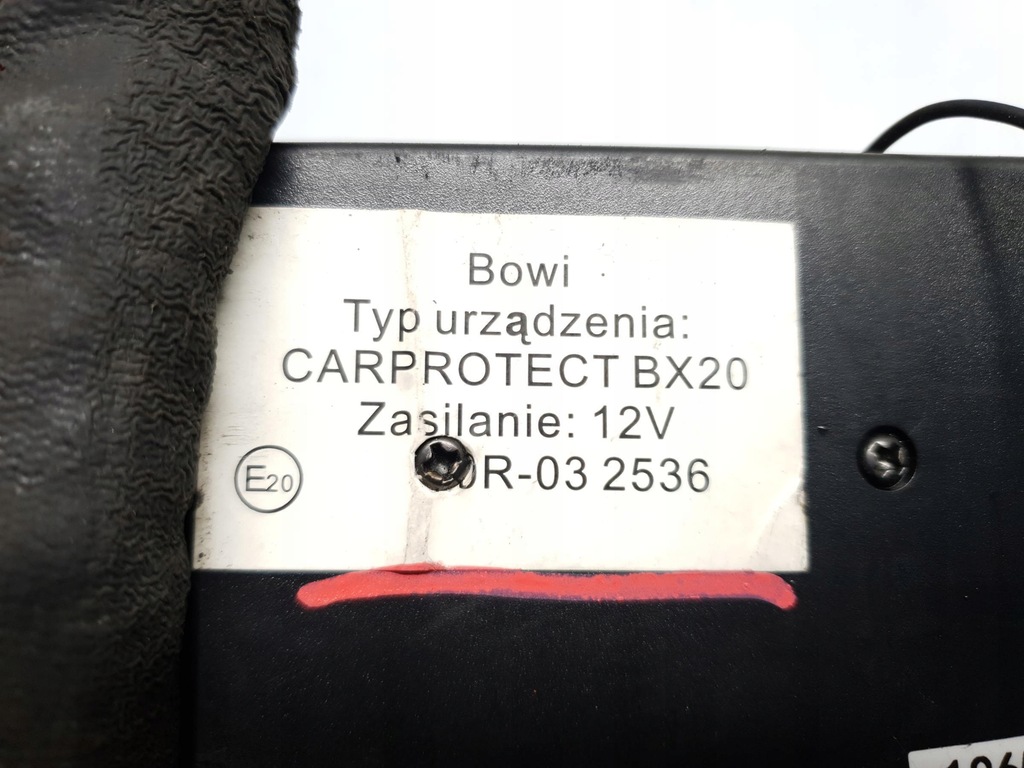 Bowi
Typ urządzenia:
CARPROTECT BX20
Zasilanie: 12V
E20
0R-03 2536